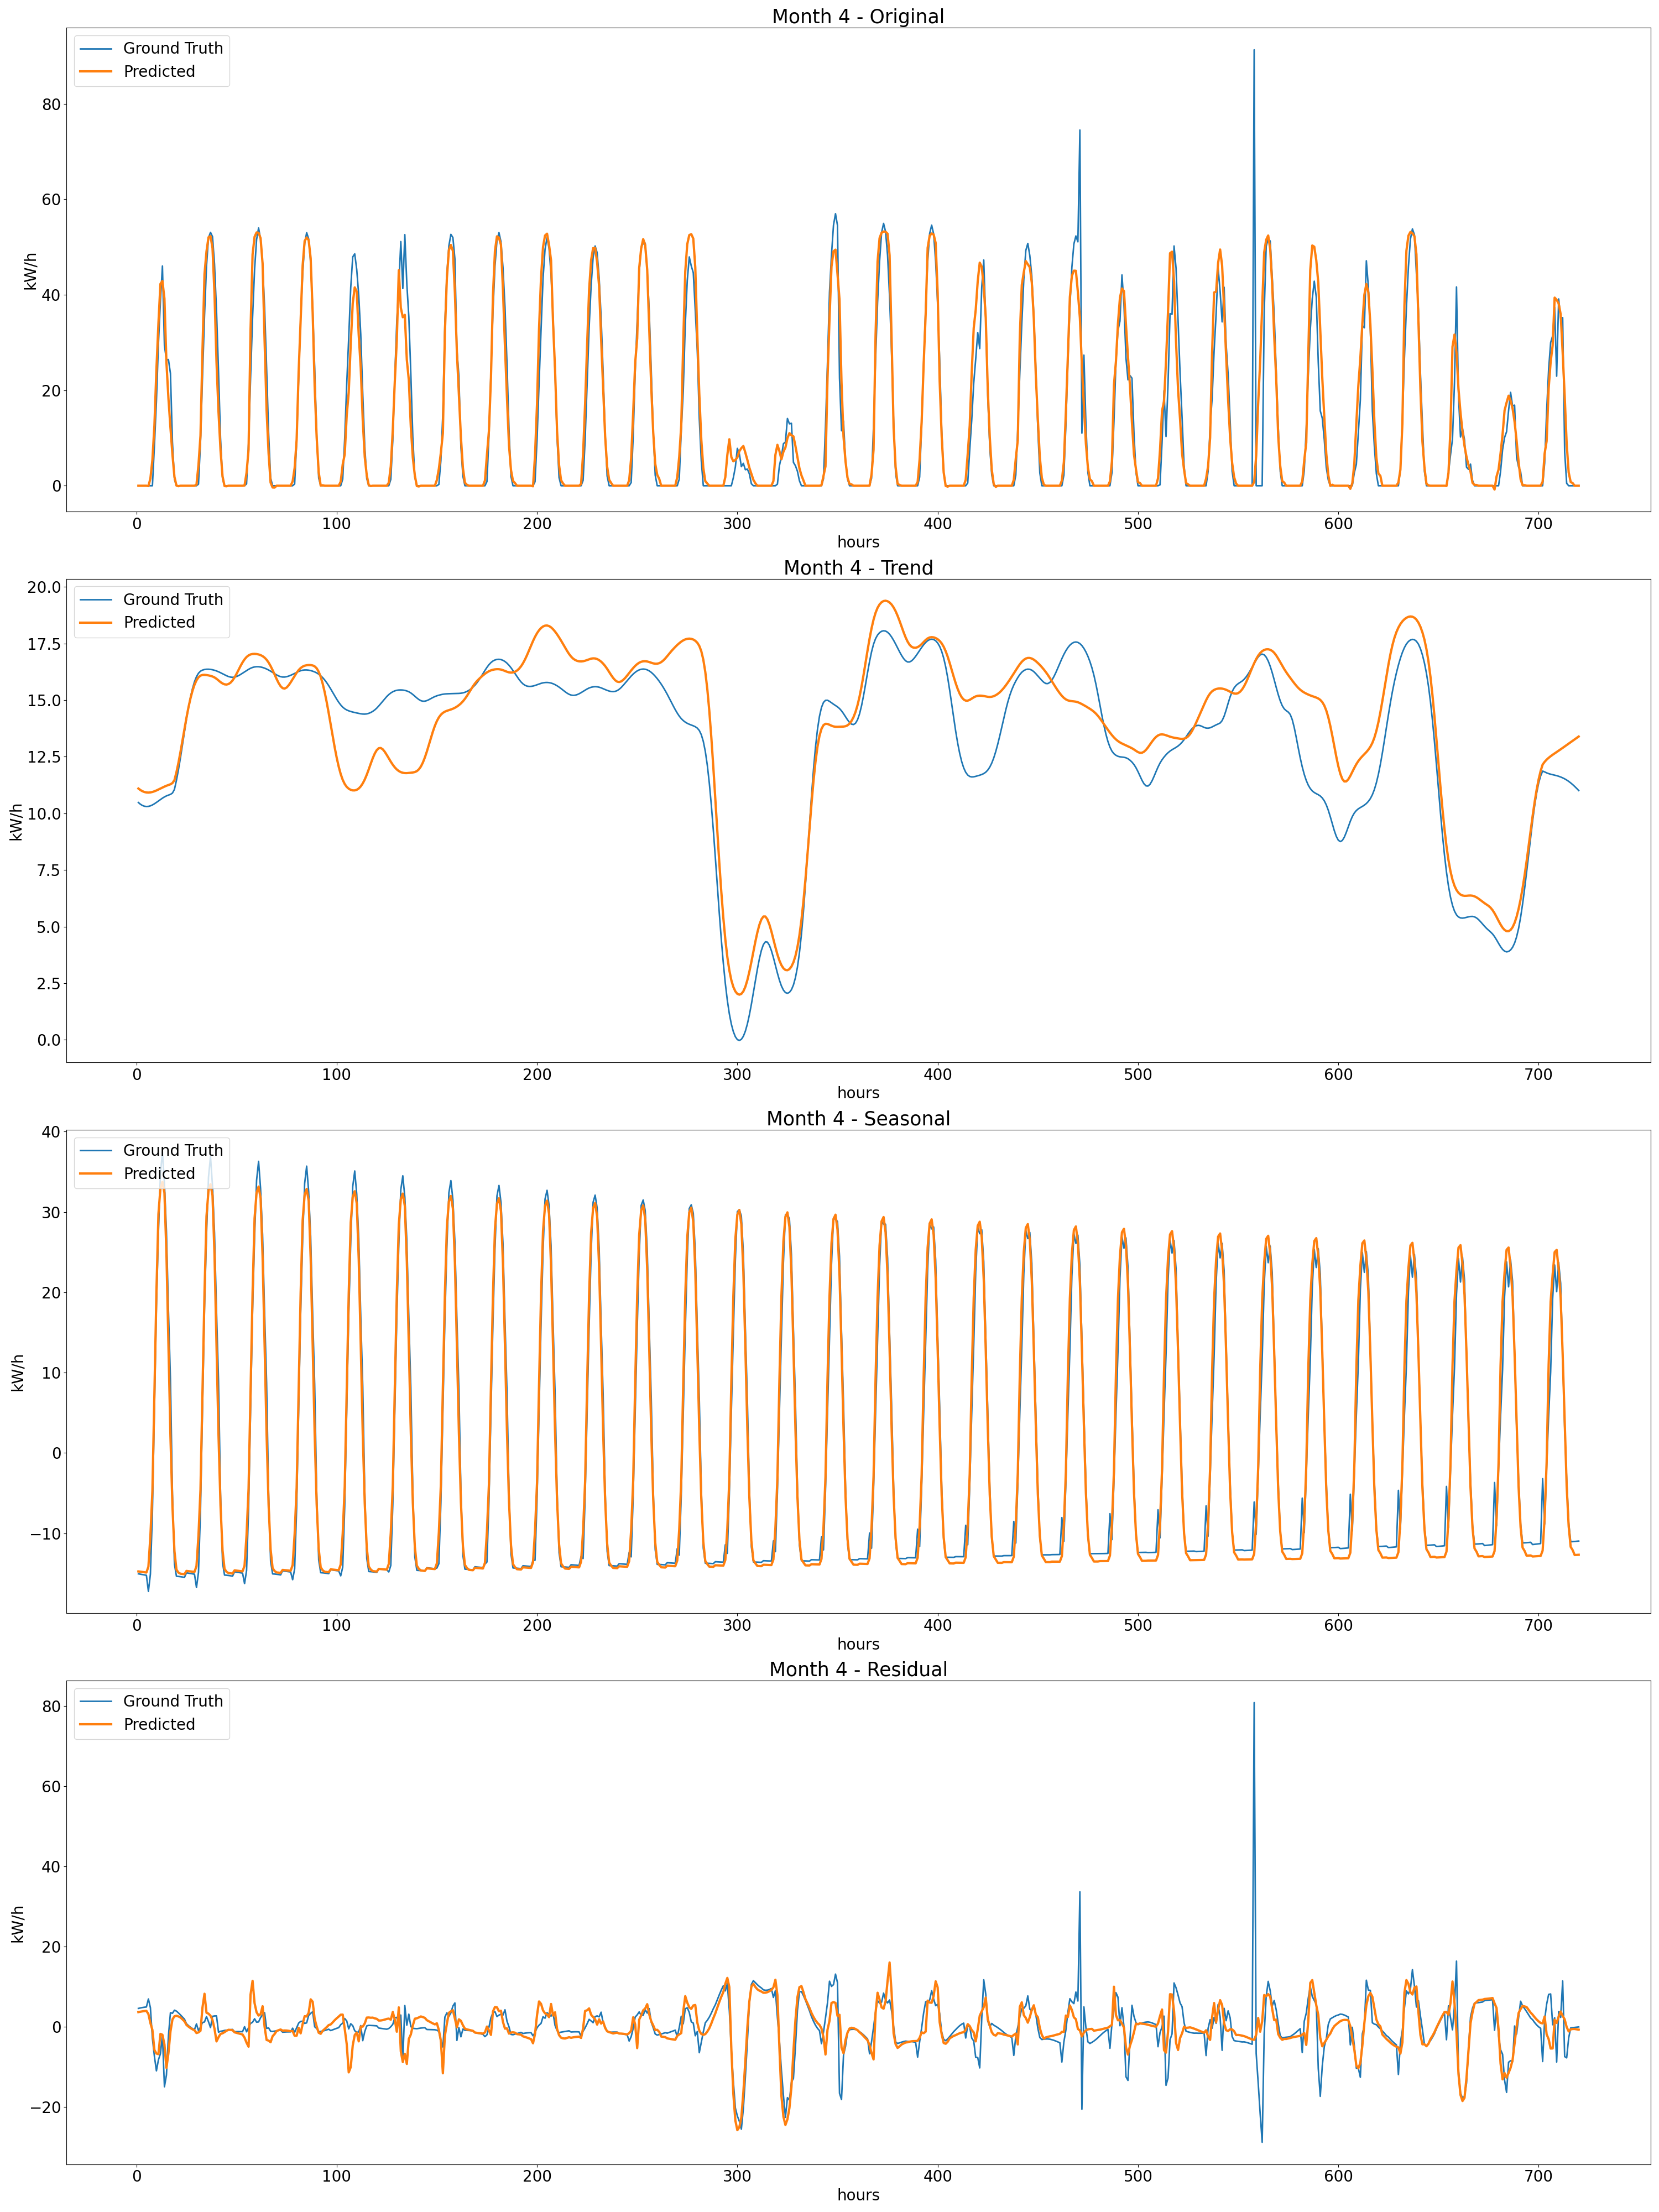 Month 4 - Original
Ground Truth
Predicted
kW/h
80
60
40
20
0
0 100 200 300 400 500 600 700
hours
Month 4 - Trend
Ground Truth
Predicted
kW/h
20.0
17.5
15.0
12.5
10.0
7.5
5.0
2.5
0.0
0 100 200 300 400 500 600 700
hours
Month 4 - Seasonal
Ground Truth
Predicted
kW/h
40
30
20
10
0
−10
0 100 200 300 400 500 600 700
hours
Month 4 - Residual
Ground Truth
Predicted
kW/h
80
60
40
20
0
−20
0 100 200 300 400 500 600 700
hours